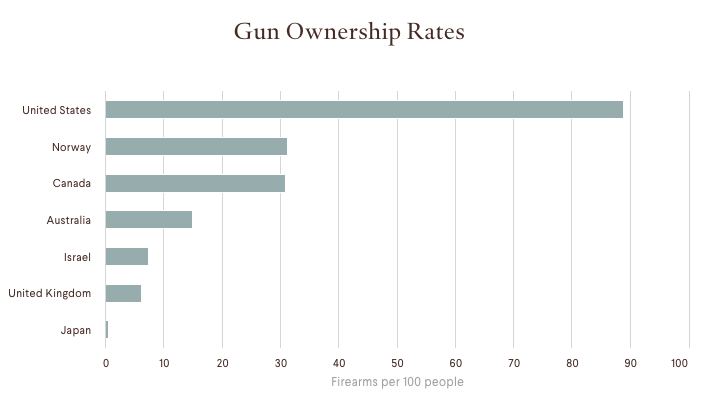 Gun Ownership Rates
United States
Norway
Canada
Australia
Israel
United Kingdom
Japan
0 10 20 30 40 50 60 70 80 90 100
Firearms per 100 people